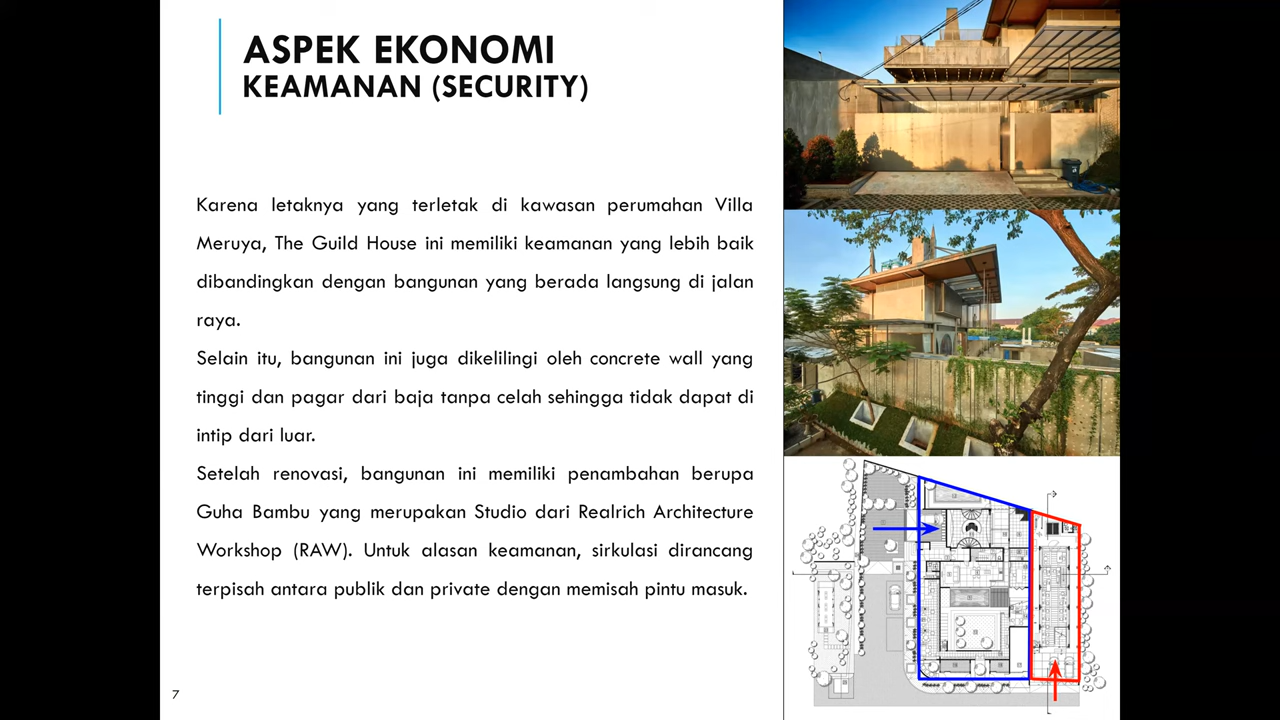 ASPEK EKONOMI
KEAMANAN (SECURITY)
Karena letaknya yang terletak di kawasan perumahan Villa
Meruya, The Guild House ini memiliki keamanan yang lebih baik
dibandingkan dengan bangunan yang berada langsung di jalan
raya.
Selain itu, bangunan ini juga dikelilingi oleh concrete wall yang
tinggi dan pagar dari baja tanpa celah sehingga tidak dapat di
intip dari luar.
Setelah renovasi, bangunan ini memiliki penambahan berupa
Guha Bambu yang merupakan Studio dari Realrich Architecture
Workshop (RAW). Untuk alasan keamanan, sirkulasi dirancang
terpisah antara publik dan private dengan memisah pintu masuk.
7